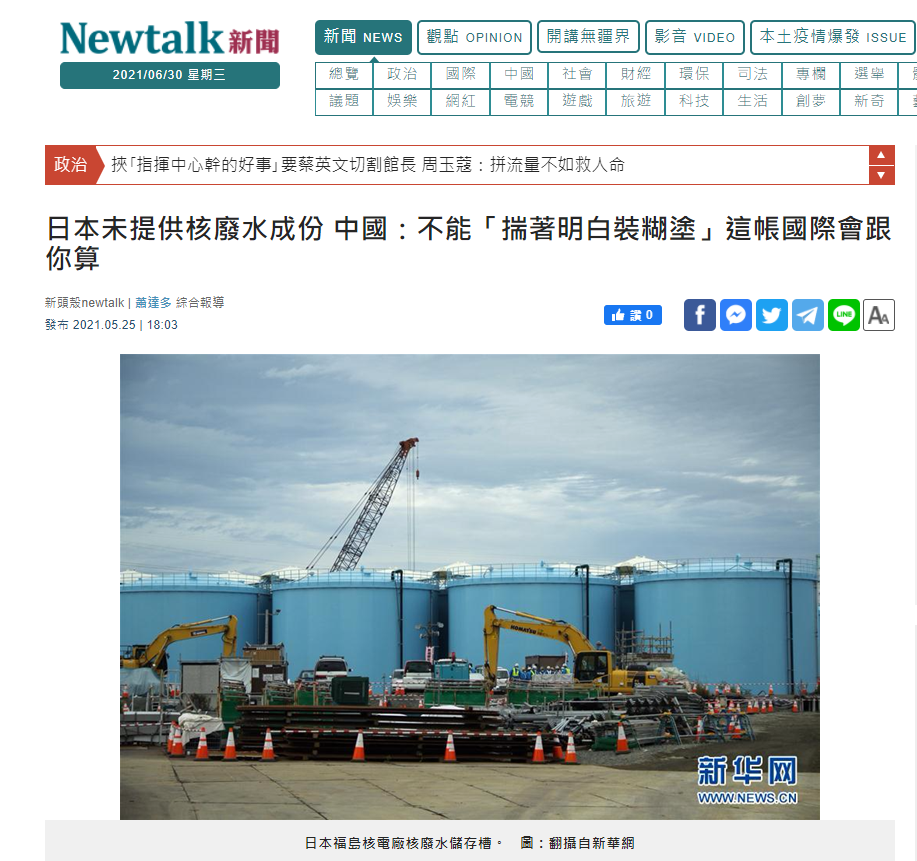 Newtalk新聞
2021/06/30 星期三
新聞 NEWS
觀點 OPINION
開講無疆界
影音 VIDEO
本土疫情爆發 ISSUE
總覽 政治 國際 中國 社會 財經 環保 司法 專欄 選舉
議題 娛樂 網紅 電競 遊戲 旅遊 科技 生活 創夢 新奇
政治
挾「指揮中心幹的好事」要蔡英文切割館長 周玉蔻：拼流量不如救人命
日本未提供核廢水成份 中國：不能「揣著明白裝糊塗」這帳國際會跟
你算
新頭殼newtalk | 蕭達多 綜合報導
發布 2021.05.25 | 18:03
讚 0
f
LINE
AA
KOMATSU
新华网
WWW.NEWS.CN
日本福島核電廠核廢水儲存槽。 圖：翻攝自新華網